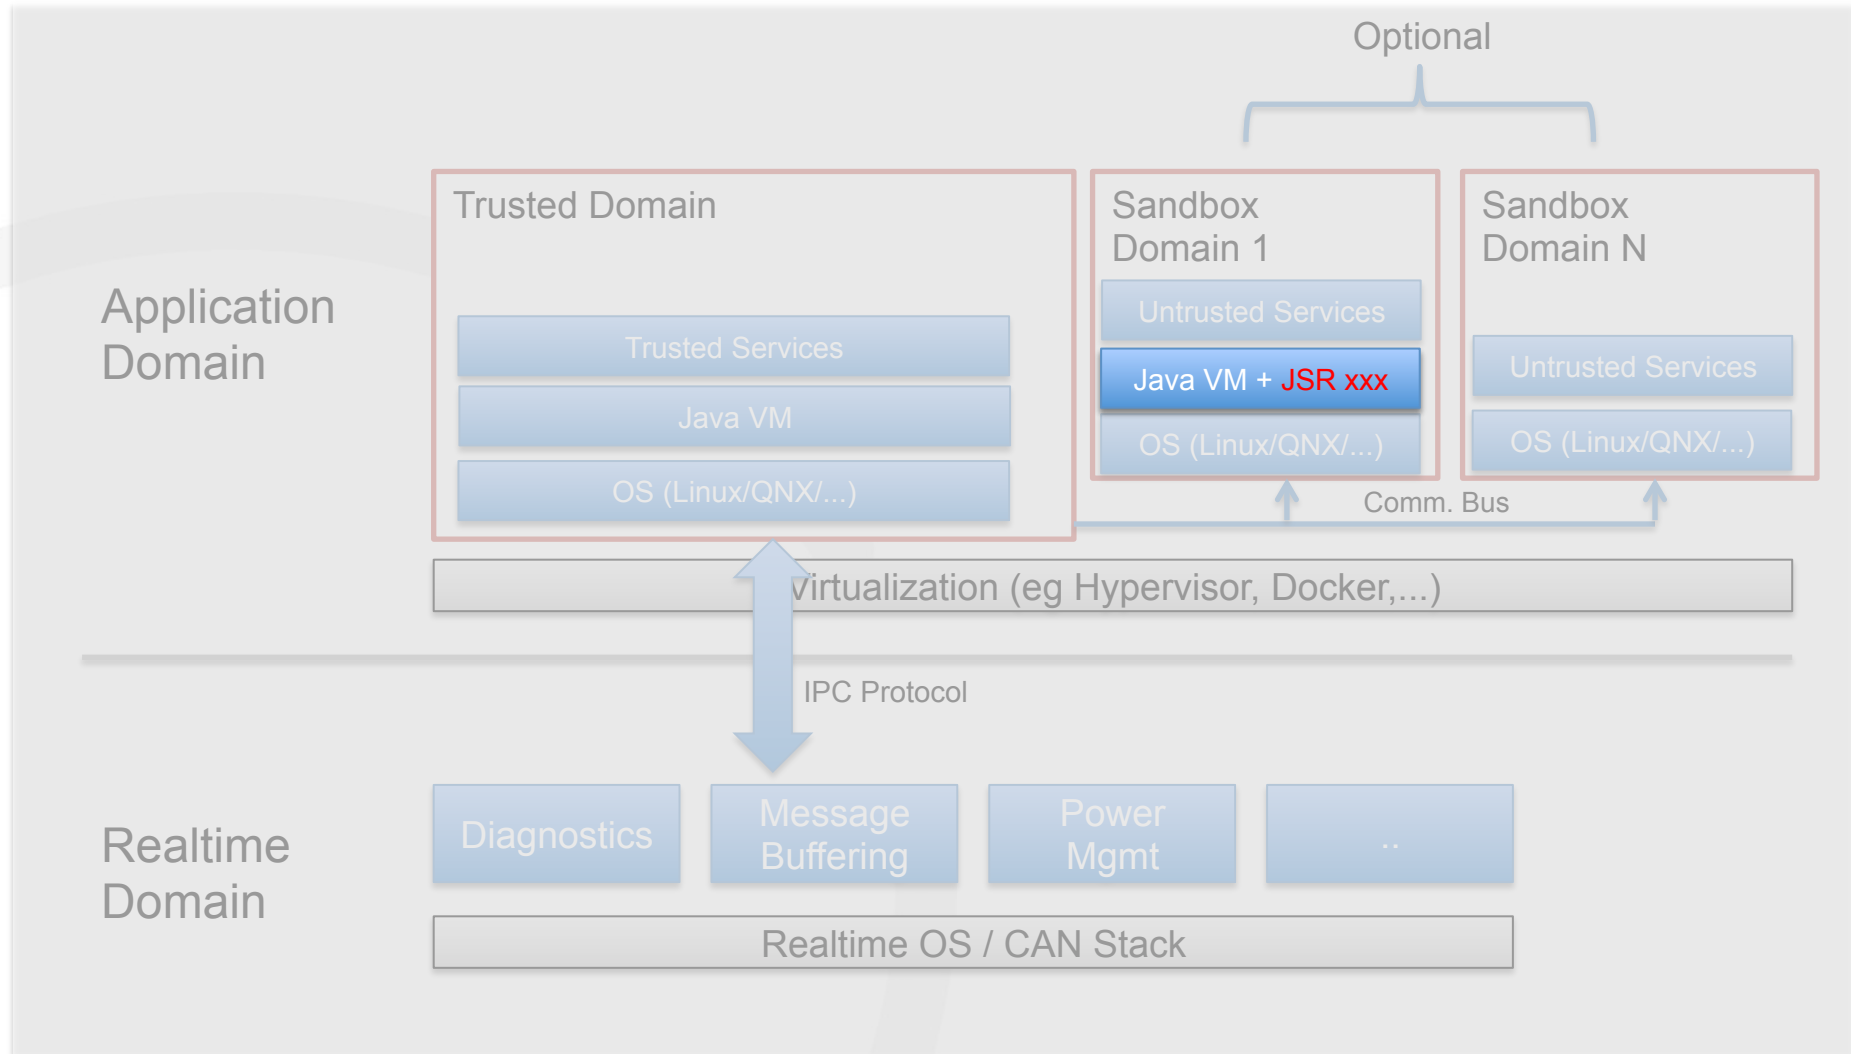 Optional
Application
Domain
Trusted Domain
Trusted Services
Java VM
OS (Linux/QNX/...)
Sandbox
Domain 1
Untrusted Services
Java VM + JSR xxx
OS (Linux/QNX/...)
Sandbox
Domain N
Untrusted Services
OS (Linux/QNX/...)
Comm. Bus
Virtualization (eg Hypervisor, Docker,...)
IPC Protocol
Realtime
Domain
Diagnostics
Message
Buffering
Power
Mgmt
..
Realtime OS / CAN Stack